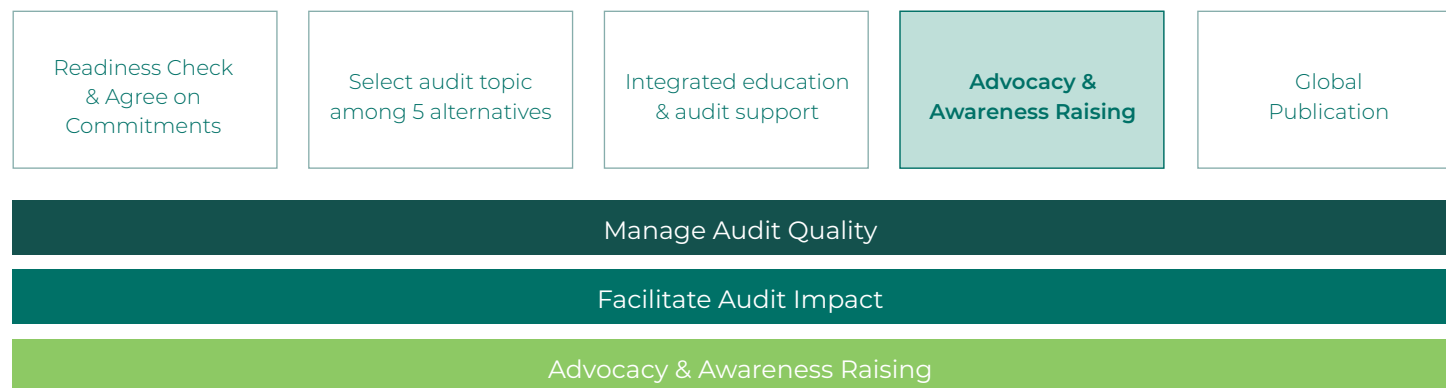 Readiness Check
& Agree on
Commitments
Select audit topic
among 5 alternatives
Integrated education
& audit support
Advocacy &
Awareness Raising
Global
Publication
Manage Audit Quality
Facilitate Audit Impact
Advocacy & Awareness Raising